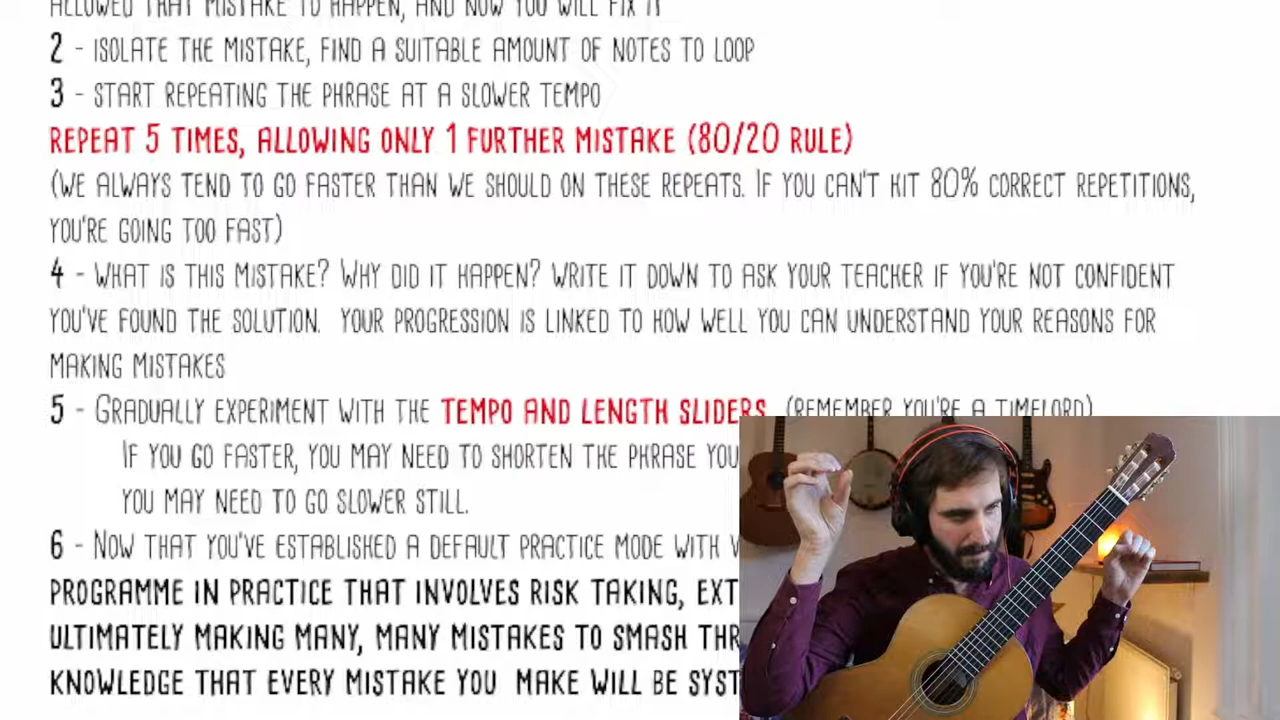 ALLOWED THAT MISTAKE TO HAPPEN, AND NOW YOU WILL FIX IT
2 - ISOLATE THE MISTAKE, FIND A SUITABLE AMOUNT OF NOTES TO LOOP
3 - START REPEATING THE PHRASE AT A SLOWER TEMPO
REPEAT 5 TIMES, ALLOWING ONLY 1 FURTHER MISTAKE (80/20 RULE)
(WE ALWAYS TEND TO GO FASTER THAN WE SHOULD ON THESE REPEATS. IF YOU CAN'T HIT 80% CORRECT REPETITIONS,
YOU'RE GOING TOO FAST)
4 - WHAT IS THIS MISTAKE? WHY DID IT HAPPEN? WRITE IT DOWN TO ASK YOUR TEACHER IF YOU'RE NOT CONFIDENT
YOU'VE FOUND THE SOLUTION. YOUR PROGRESSION IS LINKED TO HOW WELL YOU CAN UNDERSTAND YOUR REASONS FOR
MAKING MISTAKES
5 - GRADUALLY EXPERIMENT WITH THE TEMPO AND LENGTH SLIDERS (REMEMBER YOU'RE A TIMELORD)
IF YOU GO FASTER, YOU MAY NEED TO SHORTEN THE PHRASE YOU
YOU MAY NEED TO GO SLOWER STILL.
6 - NOW THAT YOU'VE ESTABLISHED A DEFAULT PRACTICE MODE WITH
PROGRAMME IN PRACTICE THAT INVOLVES RISK TAKING, EXT
ULTIMATELY MAKING MANY, MANY MISTAKES TO SMASH THR
KNOWLEDGE THAT EVERY MISTAKE YOU MAKE WILL BE SYST